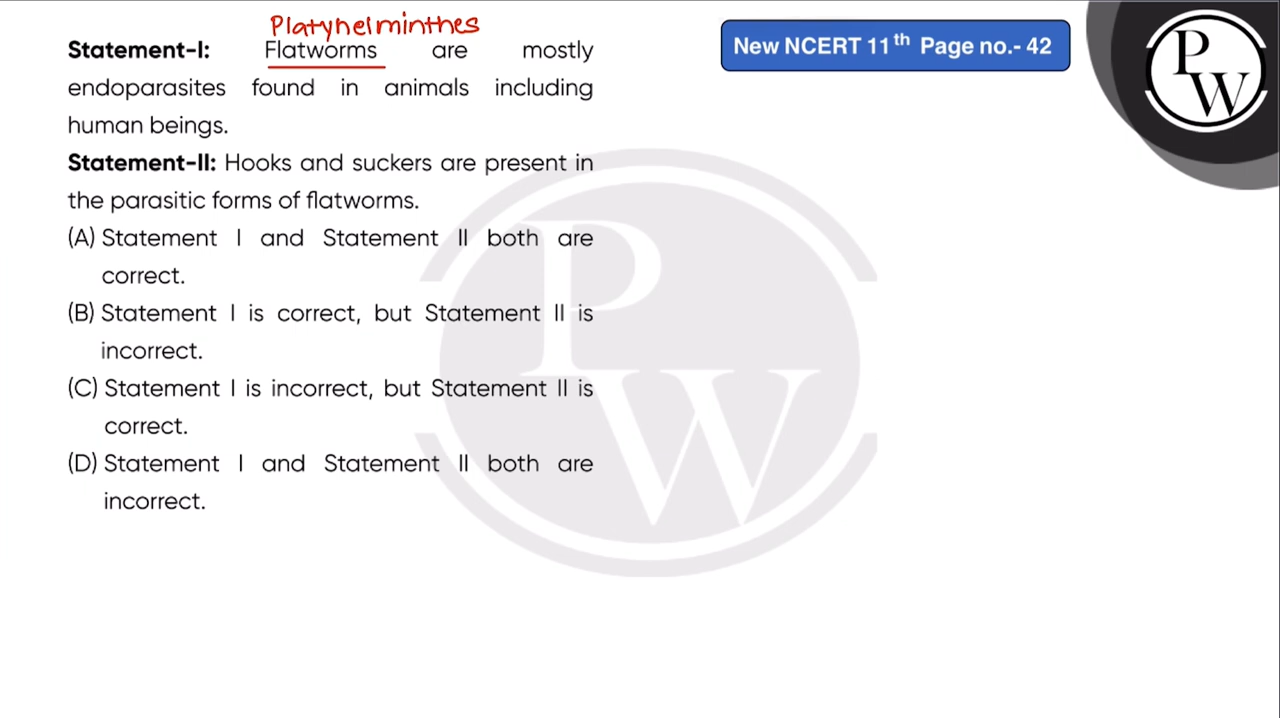 Platyhelminthes
Statement-I: Flatworms are mostly
endoparasites found in animals including
human beings.
Statement-II: Hooks and suckers are present in
the parasitic forms of flatworms.
(A) Statement I and Statement II both are
correct.
(B) Statement I is correct, but Statement II is
incorrect.
(C) Statement I is incorrect, but Statement II is
correct.
(D) Statement I and Statement II both are
incorrect.
New NCERT 11th Page no.- 42
PW
PW